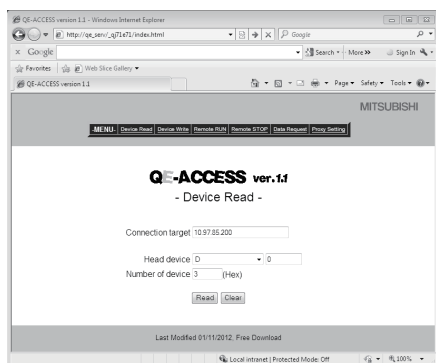 QE-ACCESS version 1.1 - Windows Internet Explorer
http://qe_serv/_qj71e71/index.html
Google
x Google Search More >> Sign In
Favorites Web Slice Gallery
QE-ACCESS version 1.1 Page Safety Tools
MITSUBISHI
-MENU- Device Read Device Write Remote RUN Remote STOP Data Request Proxy Setting
QE-ACCESS ver.1.1
- Device Read -
Connection target 10.97.85.200
Head device D 0
Number of device 3 (Hex)
Read Clear
Last Modified 01/11/2012, Free Download
Local intranet | Protected Mode: Off 100%